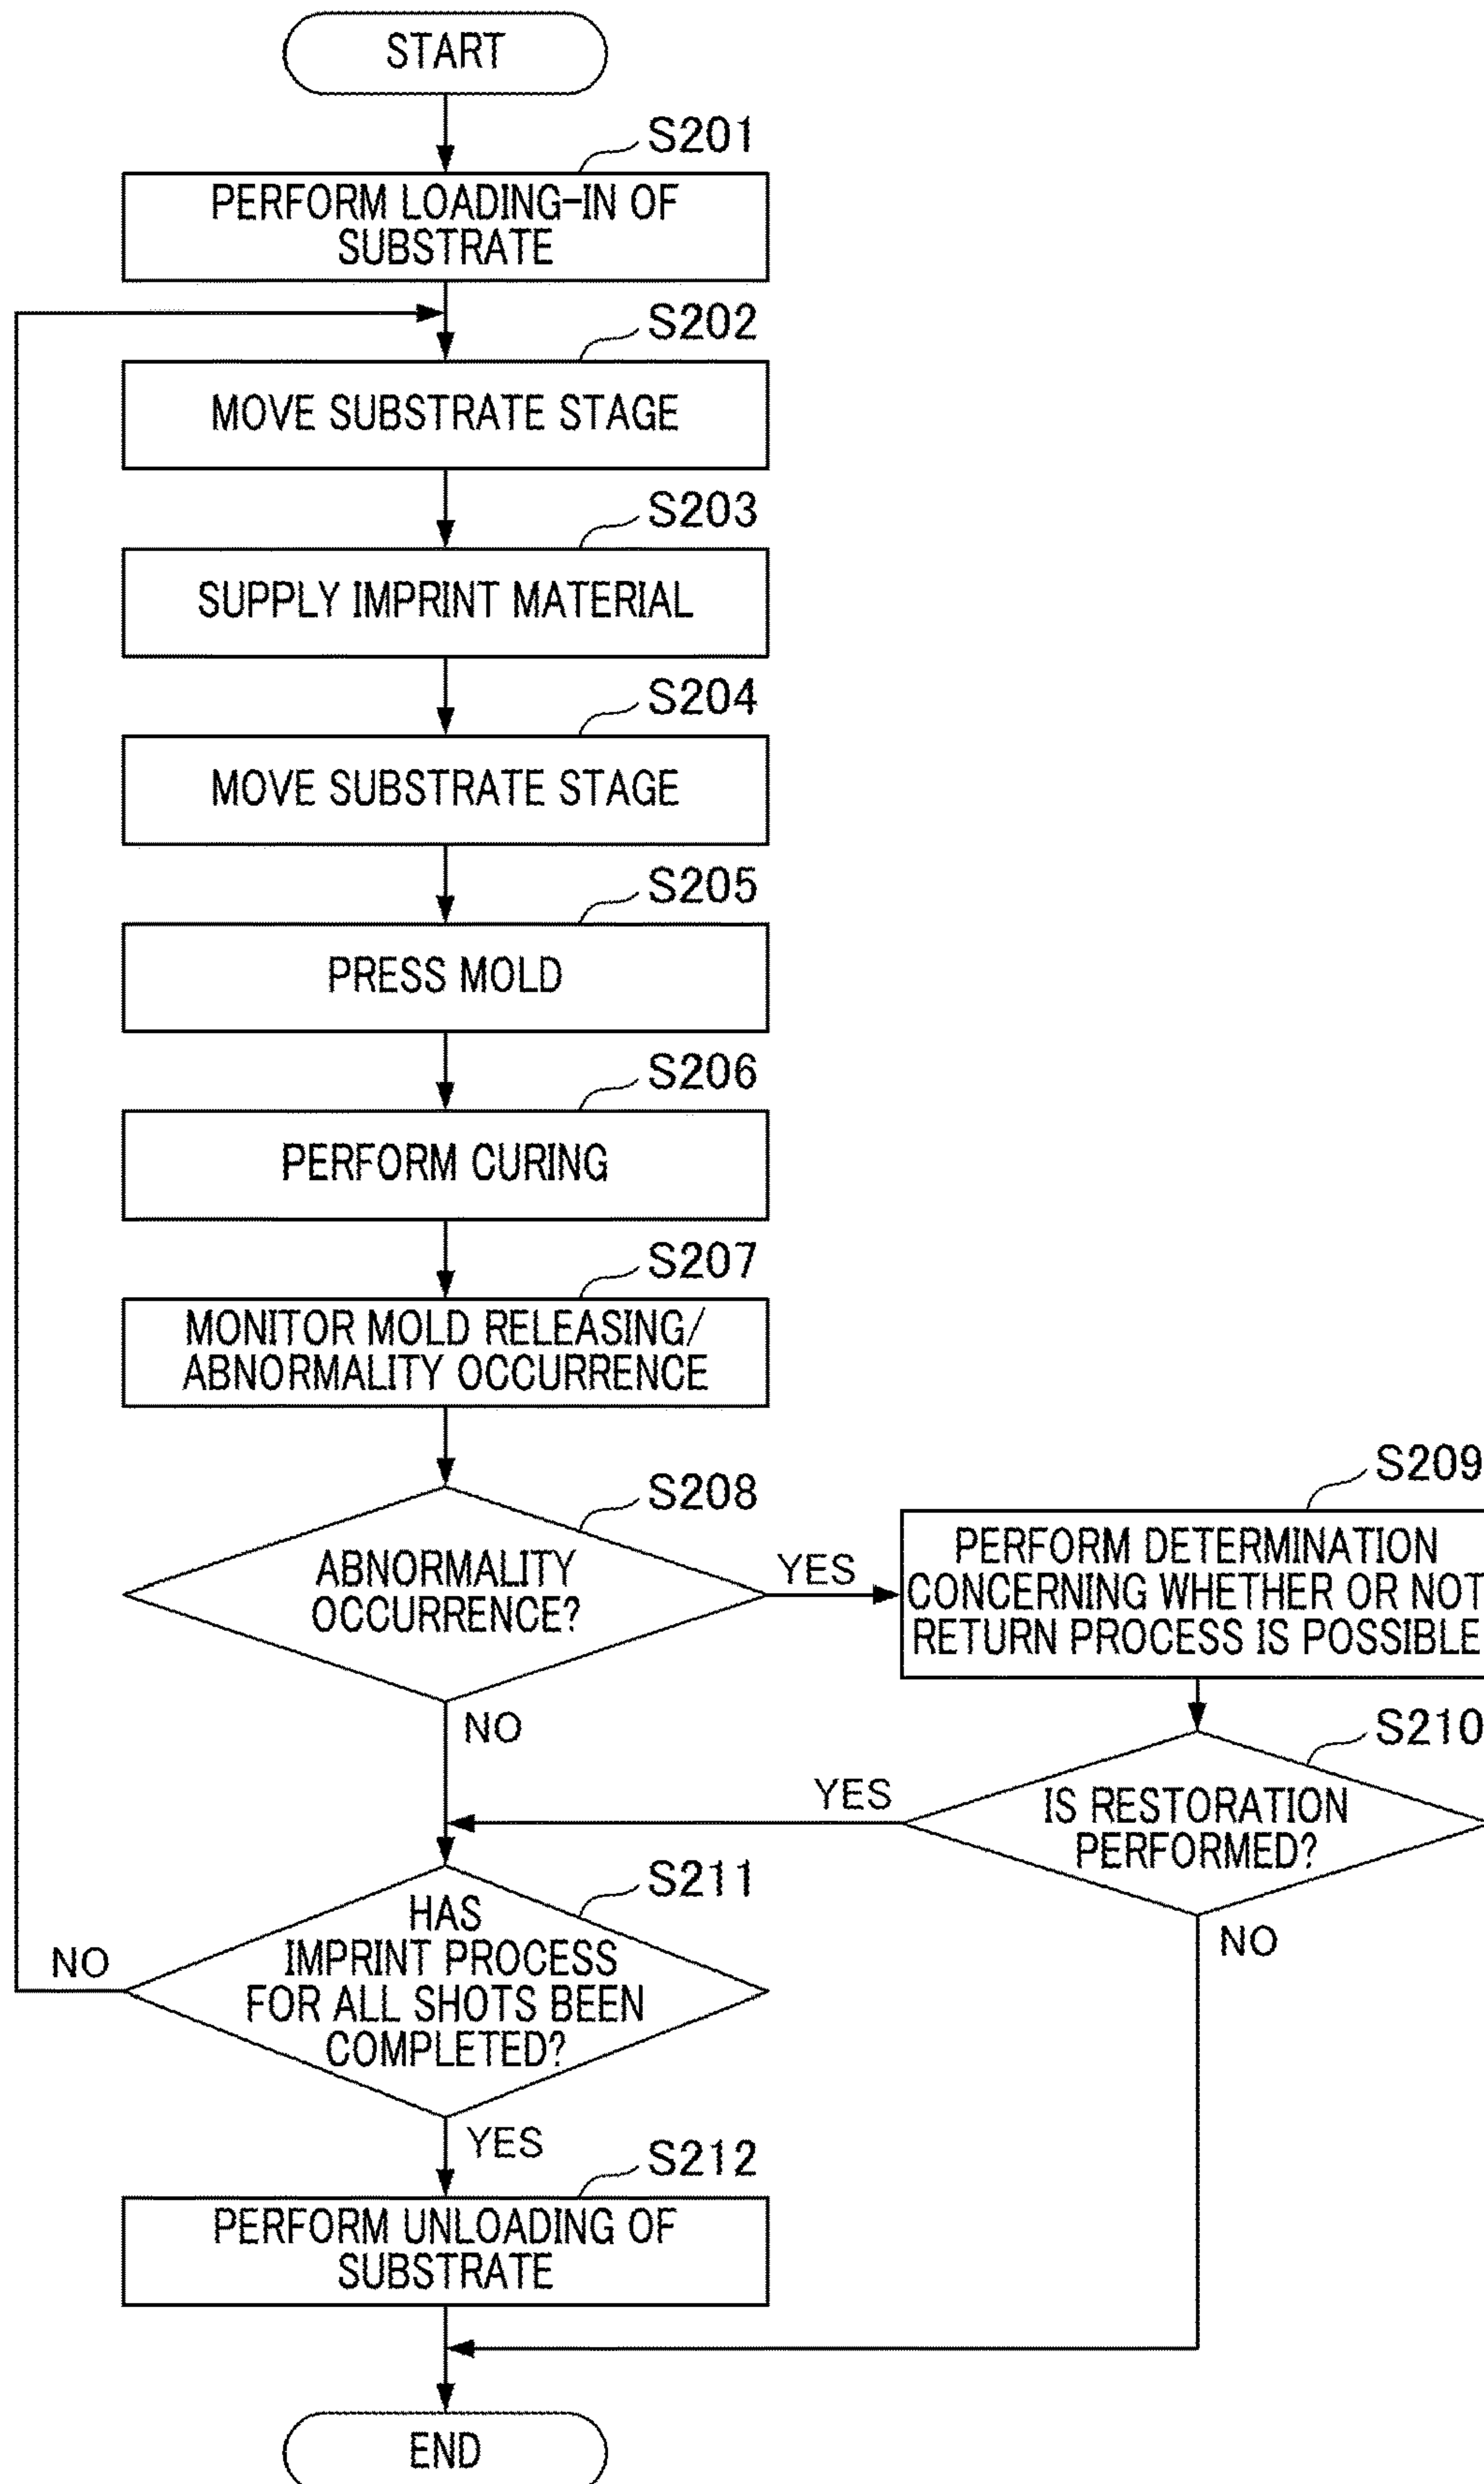 START
S201
PERFORM LOADING-IN OF
SUBSTRATE
S202
MOVE SUBSTRATE STAGE
S203
SUPPLY IMPRINT MATERIAL
S204
MOVE SUBSTRATE STAGE
S205
PRESS MOLD
S206
PERFORM CURING
S207
MONITOR MOLD RELEASING/
ABNORMALITY OCCURRENCE
S208
ABNORMALITY
OCCURRENCE?
YES
NO
S209
PERFORM DETERMINATION
CONCERNING WHETHER OR NOT
RETURN PROCESS IS POSSIBLE
S210
IS RESTORATION
PERFORMED?
YES
NO
S211
HAS
IMPRINT PROCESS
FOR ALL SHOTS BEEN
COMPLETED?
NO
YES
S212
PERFORM UNLOADING OF
SUBSTRATE
END